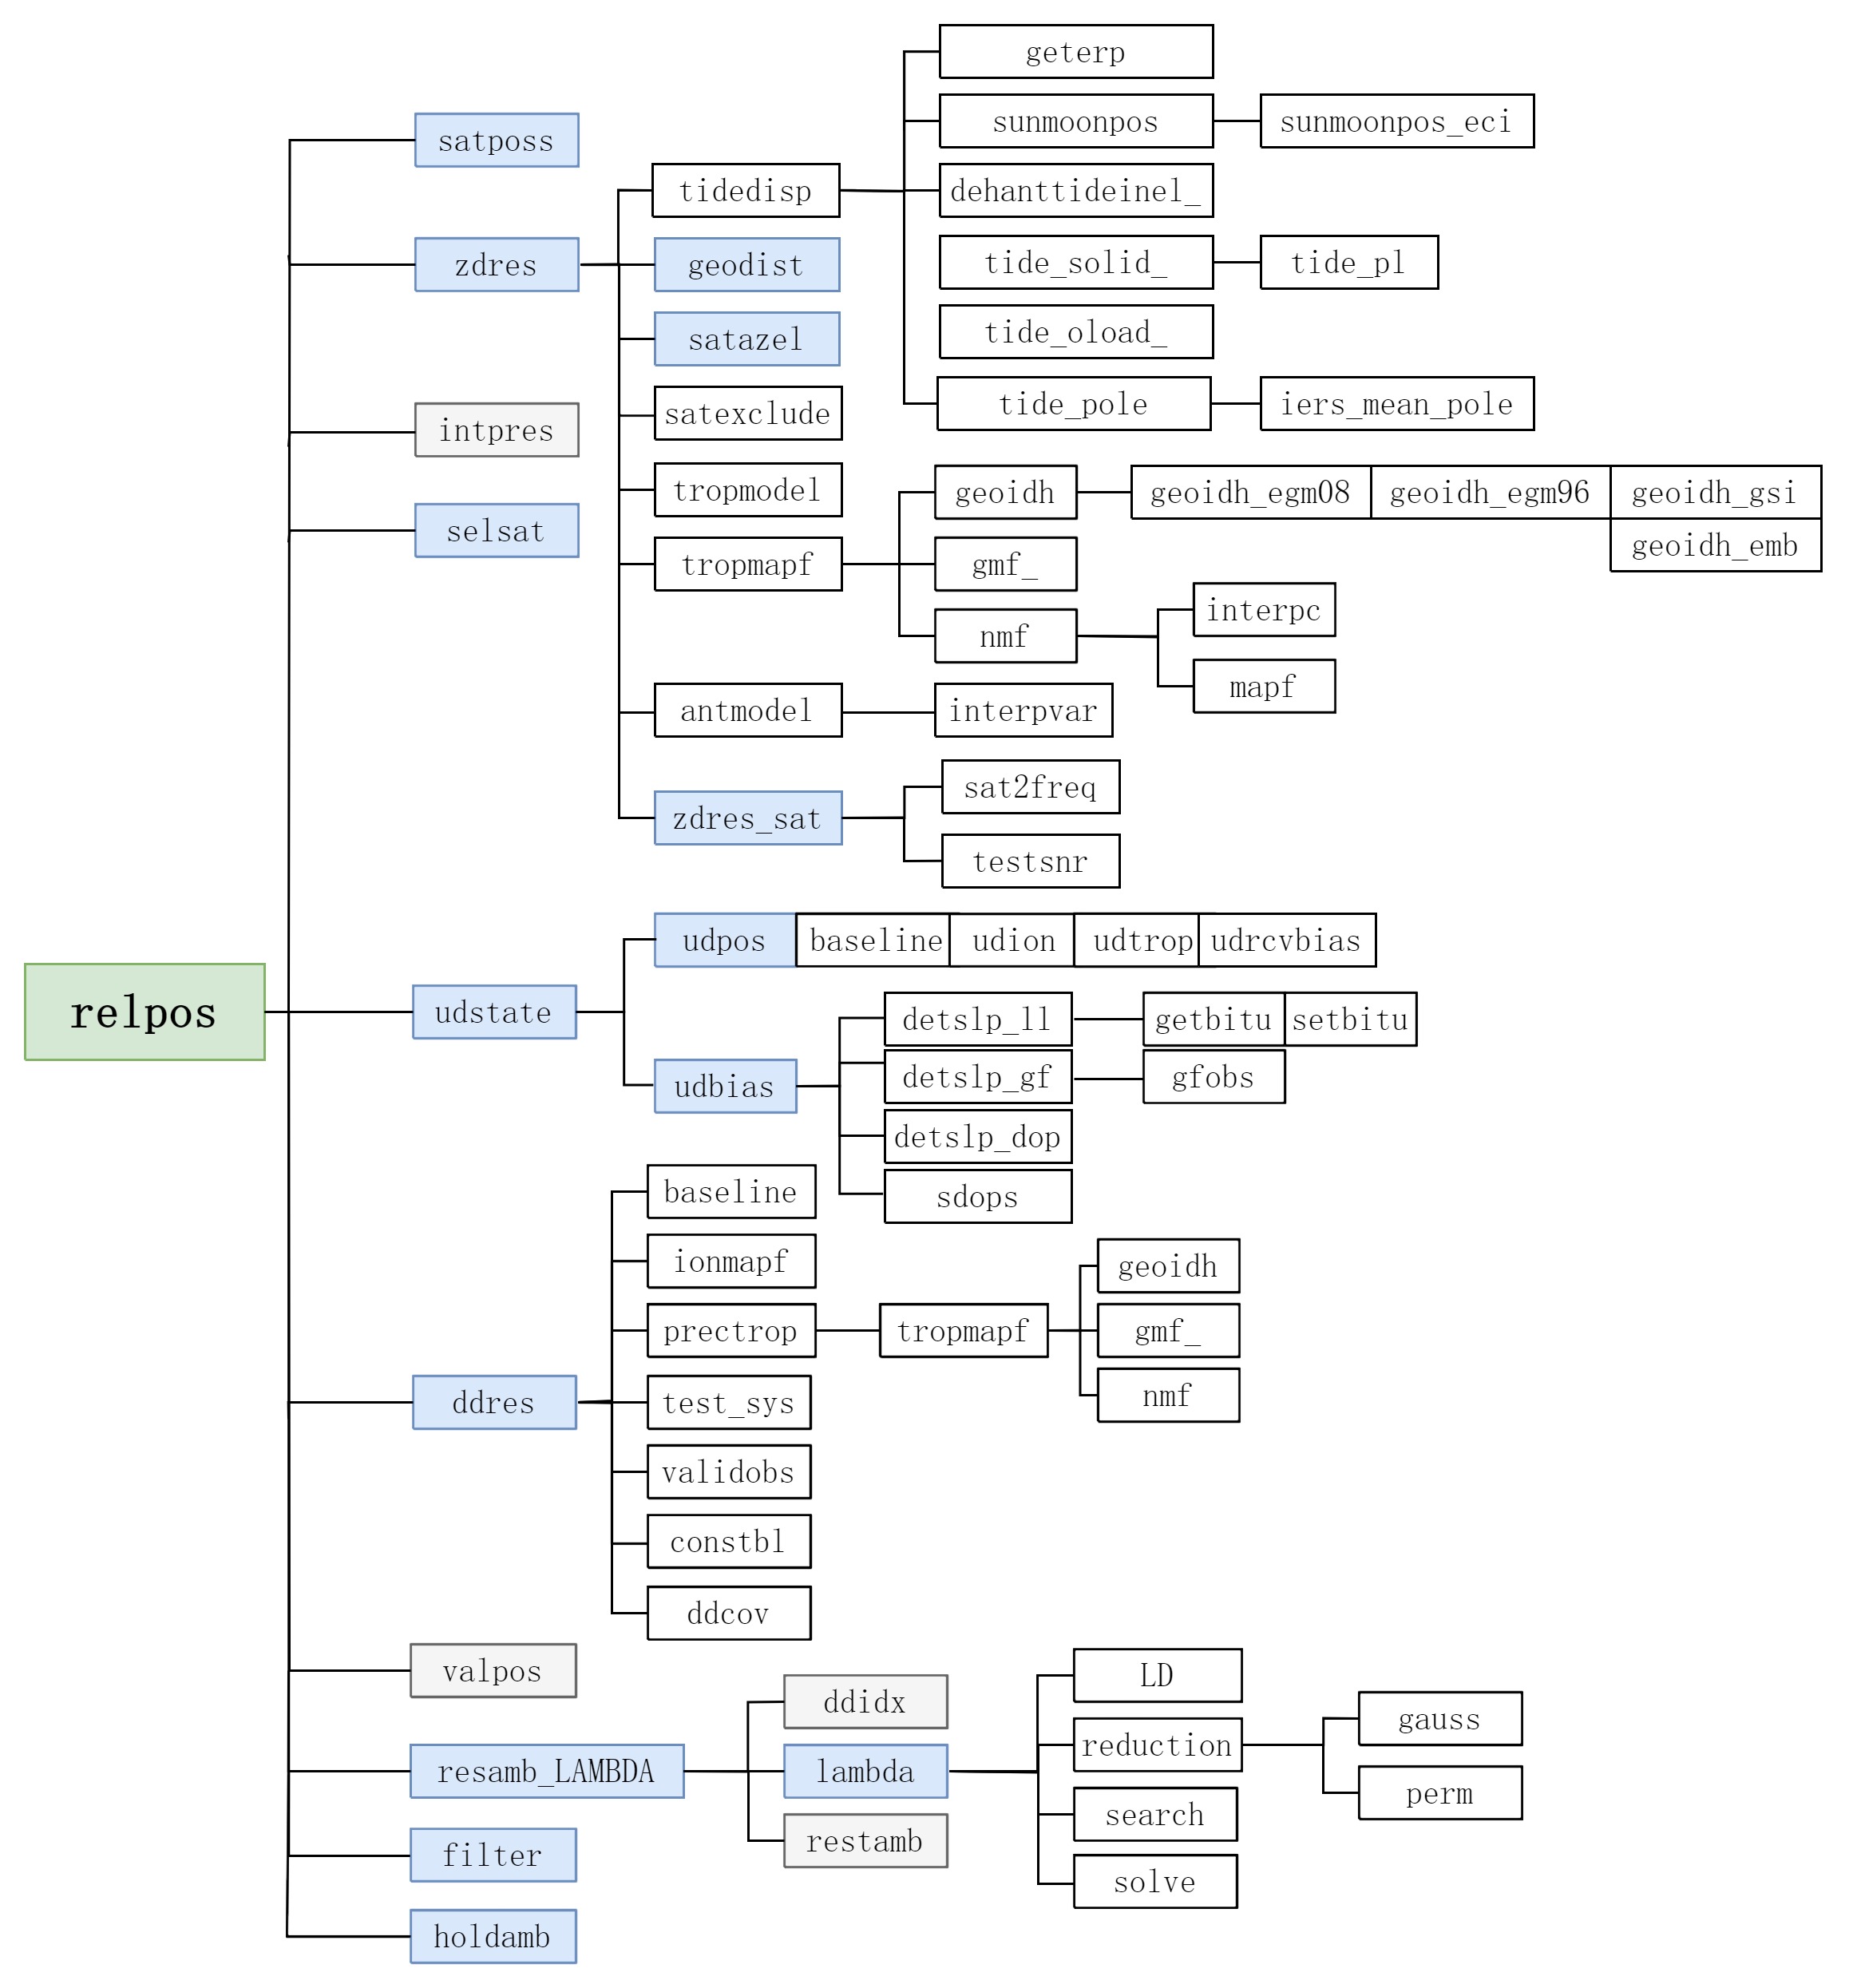 relpos
satposs
zdres
tidedisp
geterp
sunmoonpos
sunmoonpos_eci
dehanttideinel_
tide_solid_
tide_pl
tide_oload_
tide_pole
iers_mean_pole
geodist
satazel
satexclude
tropmodel
tropmapf
geoidh
geoidh_egm08
geoidh_egm96
geoidh_gsi
geoidh_emb
gmf_
nmf
interpc
mapf
antmodel
interpvar
zdres_sat
sat2freq
testsnr
intpres
selsat
udstate
udpos
baseline
udion
udtrop
udrcvbias
udbias
detslp_ll
getbitu
setbitu
detslp_gf
gfobs
detslp_dop
sdops
ddres
baseline
ionmapf
prectrop
tropmapf
geoidh
gmf_
nmf
test_sys
validobs
constbl
ddcov
valpos
resamb_LAMBDA
ddidx
lambda
LD
reduction
gauss
perm
search
solve
restamb
filter
holdamb